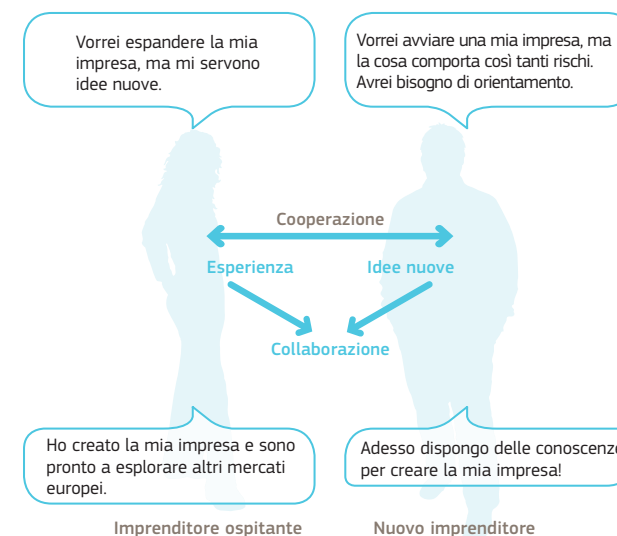 Vorrei espandere la mia
impresa, ma mi servono
idee nuove.
Vorrei avviare una mia impresa, ma
la cosa comporta così tanti rischi.
Avrei bisogno di orientamento.
Cooperazione
Esperienza
Idee nuove
Collaborazione
Ho creato la mia impresa e sono
pronto a esplorare altri mercati
europei.
Adesso dispongo delle conoscenze
per creare la mia impresa!
Imprenditore ospitante
Nuovo imprenditore